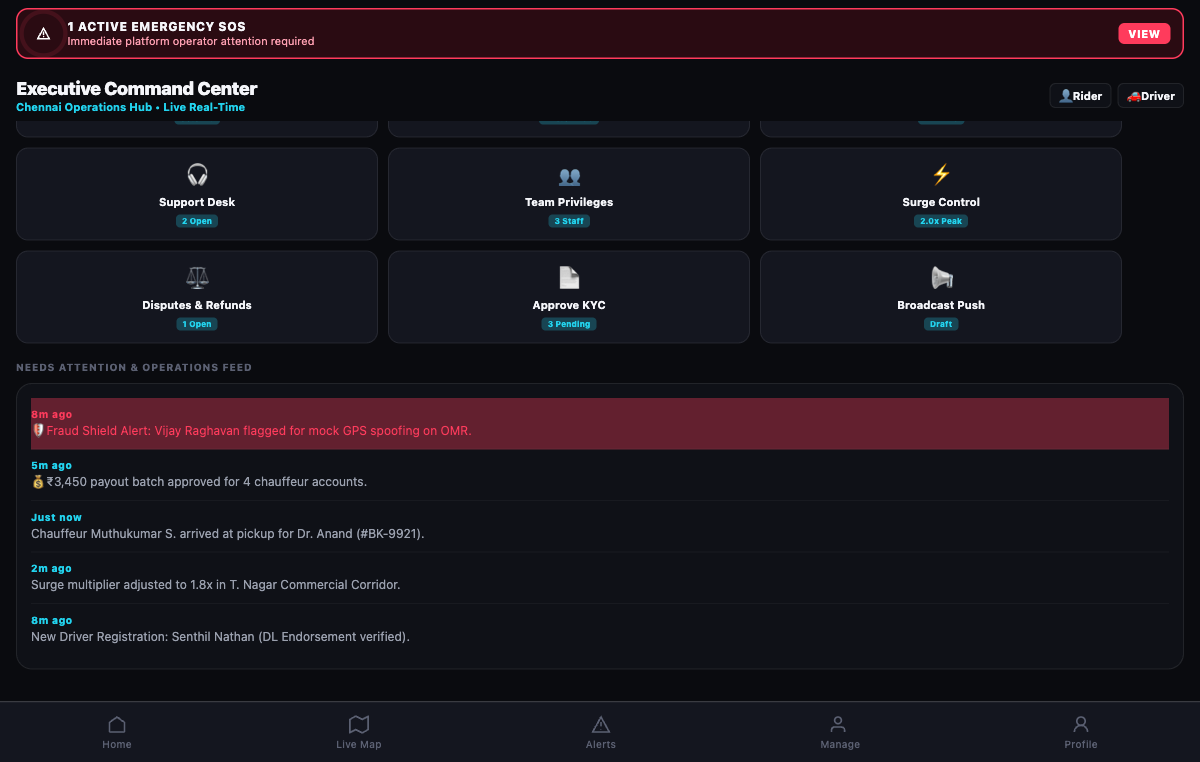 1 ACTIVE EMERGENCY SOS
Immediate platform operator attention required
VIEW
Executive Command Center
Chennai Operations Hub • Live Real-Time
Rider
Driver
Support Desk
2 Open
Team Privileges
3 Staff
Surge Control
2.0x Peak
Disputes & Refunds
1 Open
Approve KYC
3 Pending
Broadcast Push
Draft
NEEDS ATTENTION & OPERATIONS FEED
8m ago
Fraud Shield Alert: Vijay Raghavan flagged for mock GPS spoofing on OMR.
5m ago
₹3,450 payout batch approved for 4 chauffeur accounts.
Just now
Chauffeur Muthukumar S. arrived at pickup for Dr. Anand (#BK-9921).
2m ago
Surge multiplier adjusted to 1.8x in T. Nagar Commercial Corridor.
8m ago
New Driver Registration: Senthil Nathan (DL Endorsement verified).
Home
Live Map
Alerts
Manage
Profile